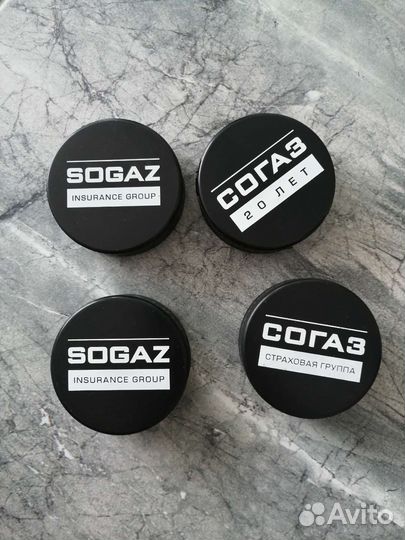 SOGAZ
INSURANCE GROUP
СОГАЗ
20 ЛЕТ
SOGAZ
INSURANCE GROUP
СОГАЗ
СТРАХОВАЯ ГРУППА
Avito